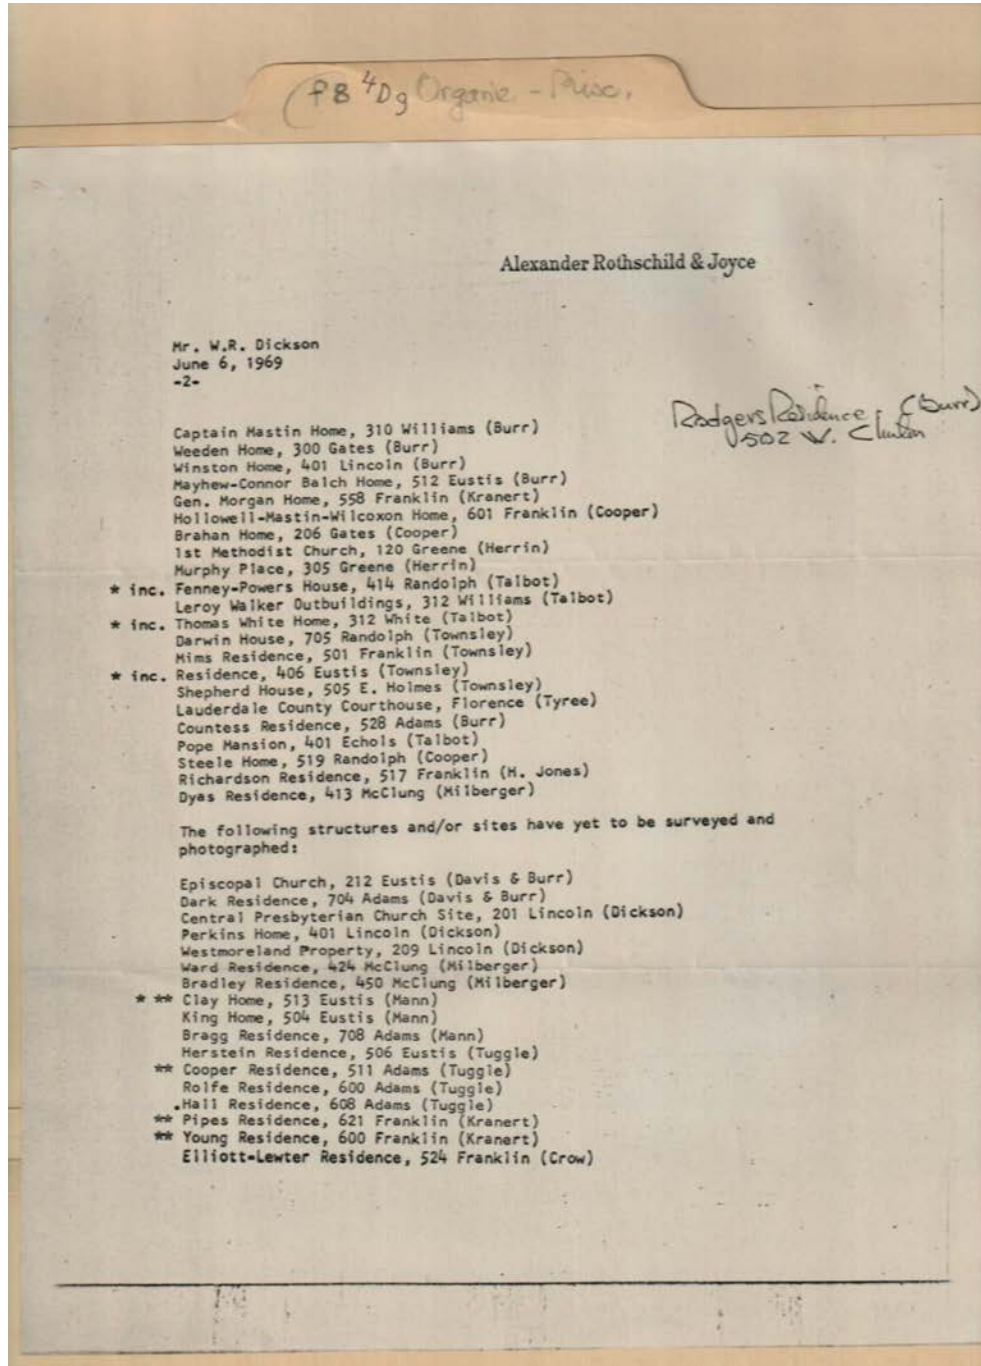 P8 4Dg Organie - Misc.
Alexander Rothschild & Joyce
Mr. W.R. Dickson
June 6, 1969
-2-
Rodgers Residence, (Burr)
502 W. Clinton
Captain Mastin Home, 310 Williams (Burr)
Weeden Home, 300 Gates (Burr)
Winston Home, 401 Lincoln (Burr)
Mayhew-Connor Balch Home, 512 Eustis (Burr)
Gen. Morgan Home, 558 Franklin (Kranert)
Hollowell-Mastin-Wilcoxon Home, 601 Franklin (Cooper)
Brahan Home, 206 Gates (Cooper)
1st Methodist Church, 120 Greene (Herrin)
Murphy Place, 305 Greene (Herrin)
* inc. Fenney-Powers House, 414 Randolph (Talbot)
Leroy Walker Outbuildings, 312 Williams (Talbot)
* inc. Thomas White Home, 312 White (Talbot)
Darwin House, 705 Randolph (Townsley)
Mims Residence, 501 Franklin (Townsley)
* inc. Residence, 406 Eustis (Townsley)
Shepherd House, 505 E. Holmes (Townsley)
Lauderdale County Courthouse, Florence (Tyree)
Countess Residence, 528 Adams (Burr)
Pope Mansion, 401 Echols (Talbot)
Steele Home, 519 Randolph (Cooper)
Richardson Residence, 517 Franklin (H. Jones)
Dyas Residence, 413 McClung (Milberger)
The following structures and/or sites have yet to be surveyed and
photographed:
Episcopal Church, 212 Eustis (Davis & Burr)
Dark Residence, 704 Adams (Davis & Burr)
Central Presbyterian Church Site, 201 Lincoln (Dickson)
Perkins Home, 401 Lincoln (Dickson)
Westmoreland Property, 209 Lincoln (Dickson)
Ward Residence, 424 McClung (Milberger)
Bradley Residence, 450 McClung (Milberger)
* ** Clay Home, 513 Eustis (Mann)
King Home, 504 Eustis (Mann)
Bragg Residence, 708 Adams (Mann)
Herstein Residence, 506 Eustis (Tuggle)
** Cooper Residence, 511 Adams (Tuggle)
Rolfe Residence, 600 Adams (Tuggle)
.Hall Residence, 608 Adams (Tuggle)
** Pipes Residence, 621 Franklin (Kranert)
** Young Residence, 600 Franklin (Kranert)
Elliott-Lewter Residence, 524 Franklin (Crow)